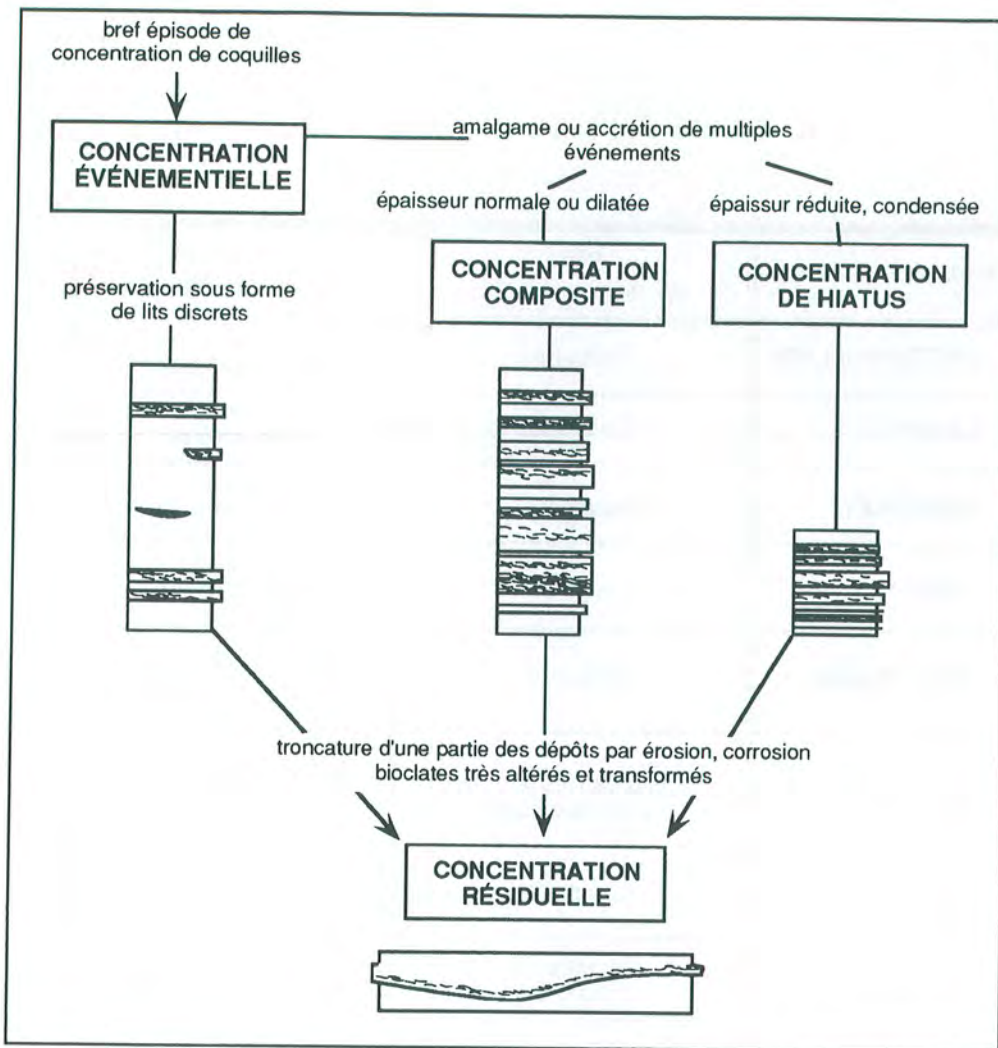 bref épisode de
concentration de coquilles
CONCENTRATION
ÉVÉNEMENTIELLE
amalgame ou accrétion de multiples
événements
épaisseur normale ou dilatée
épaissur réduite, condensée
CONCENTRATION
COMPOSITE
CONCENTRATION
DE HIATUS
préservation sous forme
de lits discrets
troncature d'une partie des dépôts par érosion, corrosion
bioclates très altérés et transformés
CONCENTRATION
RÉSIDUELLE